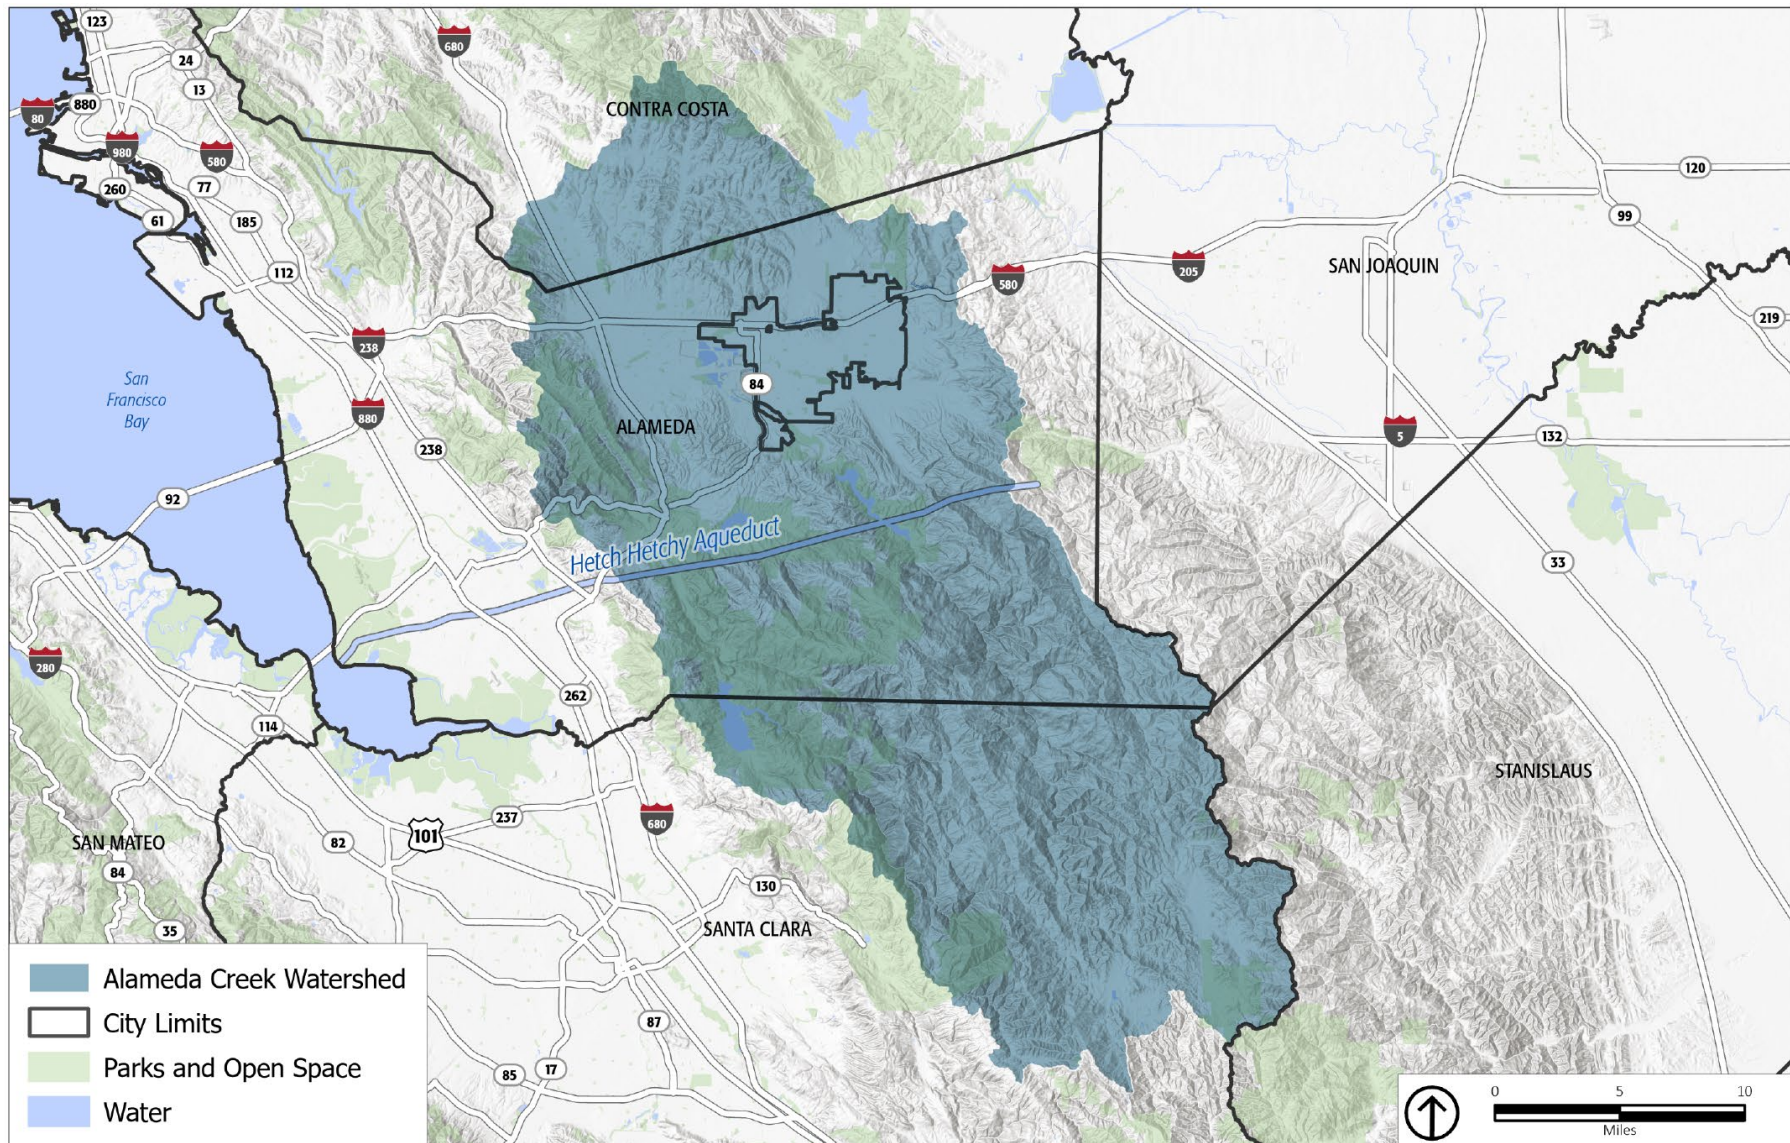 123
24
680
13
CONTRA COSTA
880
80
980
580
260
77
61
185
112
120
99
580
205
SAN JOAQUIN
219
238
San
Francisco
Bay
84
880
ALAMEDA
238
5
132
92
Hetch Hetchy Aqueduct
33
280
262
114
STANISLAUS
680
237
101
82
SAN MATEO
84
130
35
SANTA CLARA
87
85
17
Alameda Creek Watershed
City Limits
Parks and Open Space
Water
0 5 10
Miles